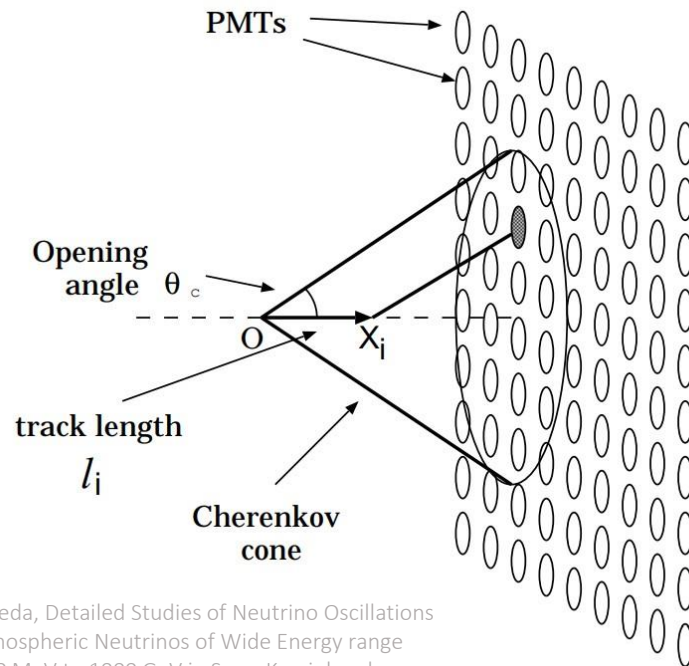 PMTs
Opening
angle θ c
O
Xi
track length
li
Cherenkov
cone
eda, Detailed Studies of Neutrino Oscillations
nospheric Neutrinos of Wide Energy range